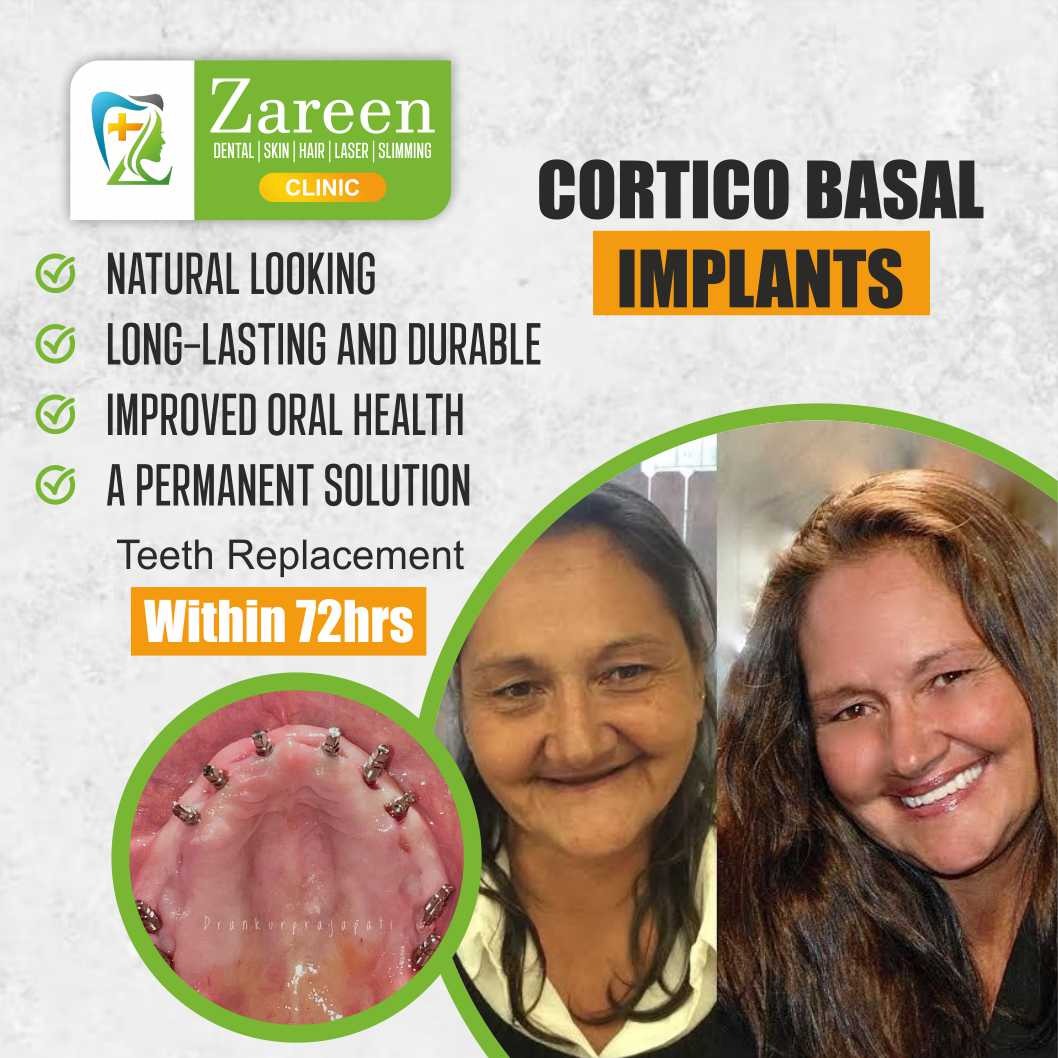 Zareen
DENTAL | SKIN | HAIR | LASER | SLIMMING
CLINIC
CORTICO BASAL
IMPLANTS
NATURAL LOOKING
LONG-LASTING AND DURABLE
IMPROVED ORAL HEALTH
A PERMANENT SOLUTION
Teeth Replacement
Within 72hrs
Drankurprajapati